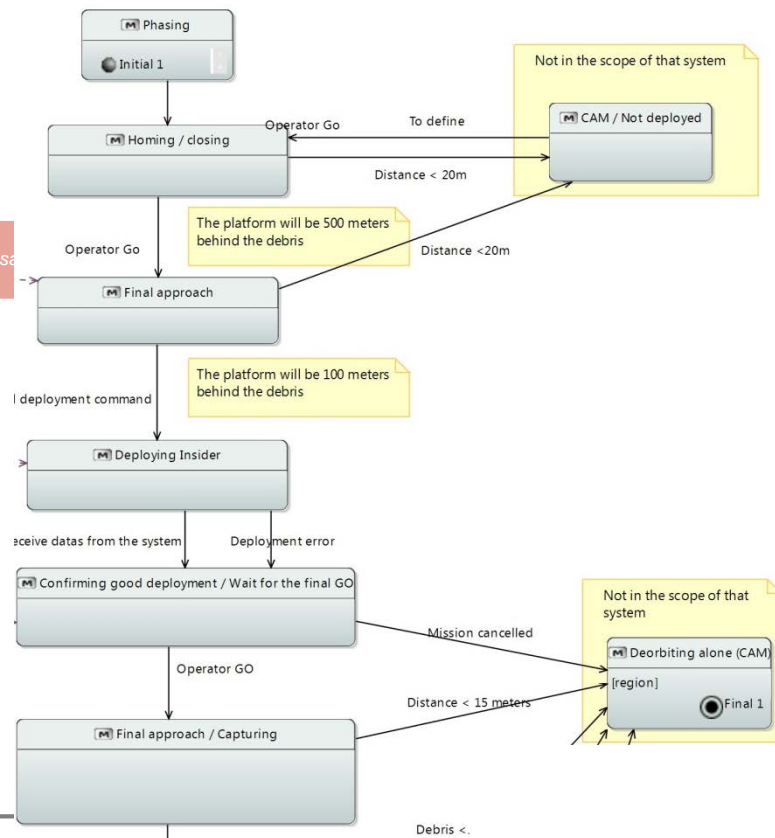 M Phasing
Initial 1
Not in the scope of that system
M CAM / Not deployed
Operator Go
To define
M Homing / closing
Distance < 20m
The platform will be 500 meters
behind the debris
Operator Go
Distance <20m
M Final approach
The platform will be 100 meters
behind the debris
deployment command
M Deploying Insider
eceive datas from the system
Deployment error
M Confirming good deployment / Wait for the final GO
Not in the scope of that
system
Mission cancelled
M Deorbiting alone (CAM)
[region]
Final 1
Operator GO
Distance < 15 meters
M Final approach / Capturing
Debris <.